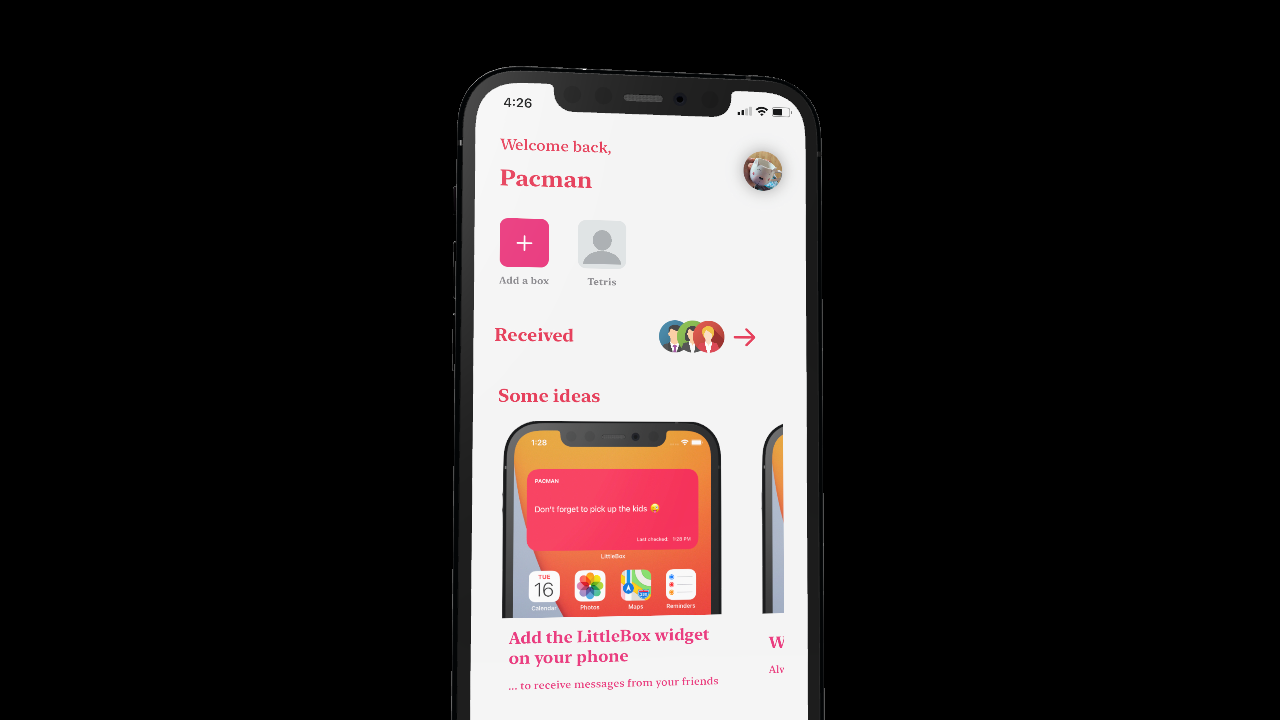 4:26
Welcome back,
Pacman
Add a box
Tetris
Received
Some ideas
1:28
PACMAN
Don't forget to pick up the kids 😄
Last checked: 1:28 PM
LittleBox
TUE
16
Calendar
Photos
Maps
Reminders
Add the LittleBox widget
on your phone
... to receive messages from your friends
W
Alv